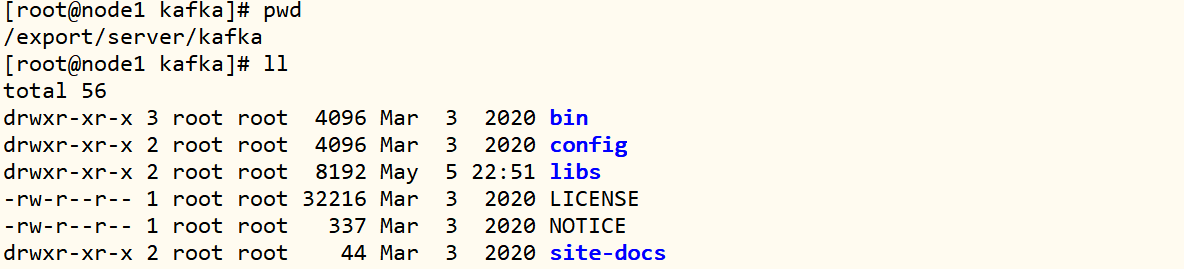 [root@node1 kafka]# pwd
/export/server/kafka
[root@node1 kafka]# ll
total 56
drwxr-xr-x 3 root root  4096 Mar  3  2020 bin
drwxr-xr-x 2 root root  4096 Mar  3  2020 config
drwxr-xr-x 2 root root  8192 May  5 22:51 libs
-rw-r--r-- 1 root root 32216 Mar  3  2020 LICENSE
-rw-r--r-- 1 root root   337 Mar  3  2020 NOTICE
drwxr-xr-x 2 root root    44 Mar  3  2020 site-docs